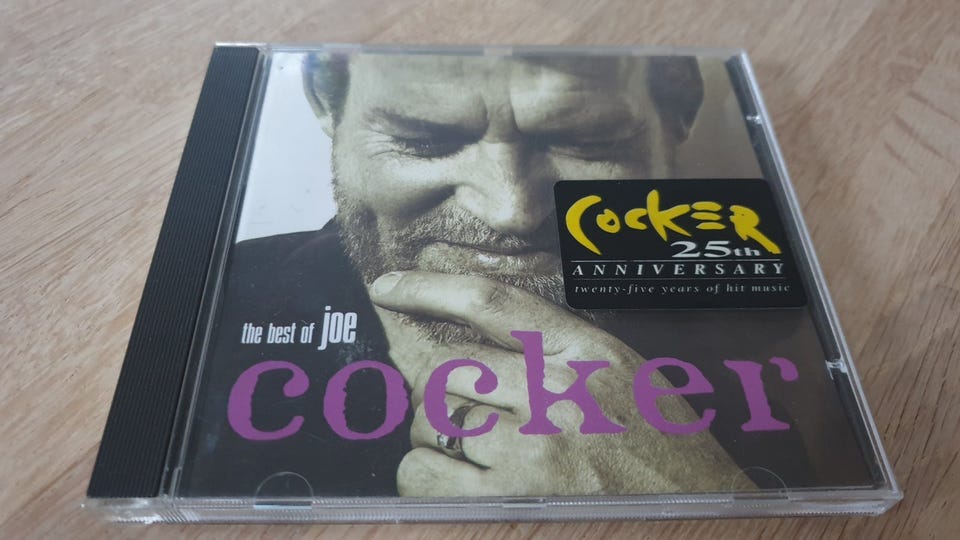 COCKER
25th
ANNIVERSARY
twenty-five years of hit music
the best of joe
cocker